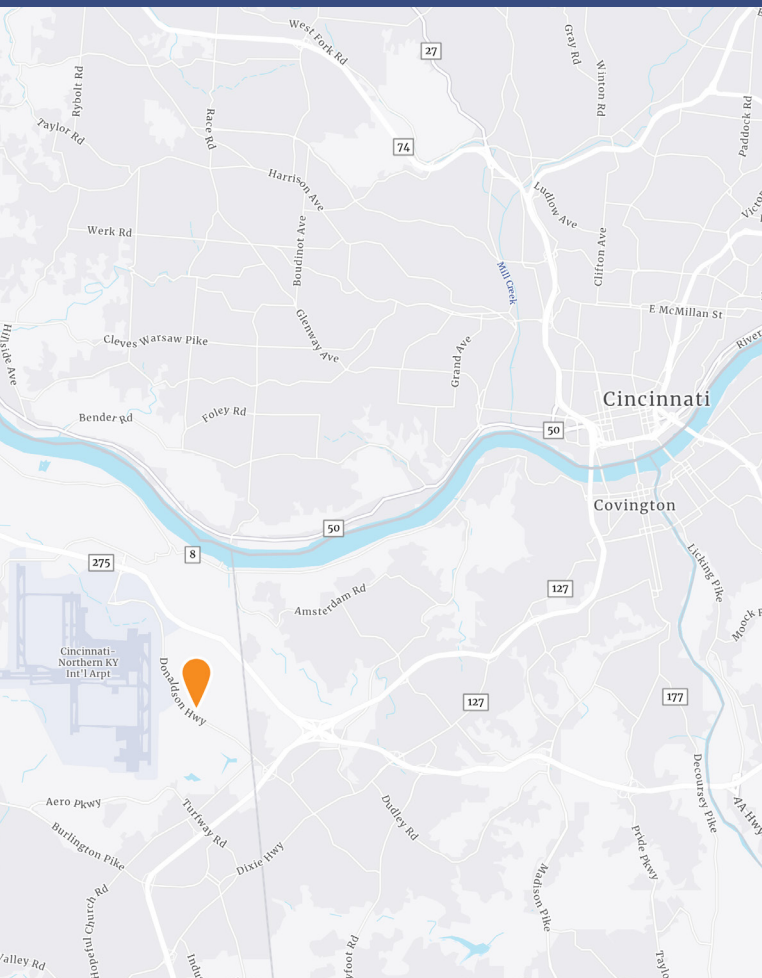 West Fork Rd
27
Gray Rd
Winton Rd
Rybolt Rd
Paddock Rd
Race Rd
Taylor Rd
74
Harrison Ave
Ludlow Ave
Victor
Werk Rd
Boudinot Ave
Clifton Ave
Mill Creek
E McMillan St
Hillside Ave
Cleves Warsaw Pike
Glenway Ave
Grand Ave
River
Cincinnati
Bender Rd
Foley Rd
50
Covington
50
8
275
Licking Pike
127
Amsterdam Rd
Moock R
Cincinnati-
Northern KY
Int'l Arpt
Donaldson Hwy
177
127
Decoursey Pike
Aero Pkwy
Turfway Rd
Dudley Rd
AA Hwy
Burlington Pike
Dixie Hwy
Pride Pkwy
Madison Pike
Hopeful Church Rd
Valley Rd
Indu
yfoot Rd
Taylo